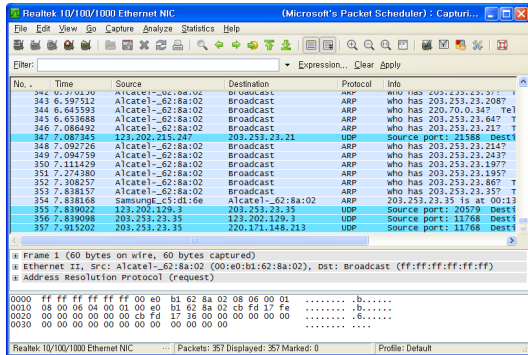 Realtek 10/100/1000 Ethernet NIC (Microsoft's Packet Scheduler) : Capturi...
File Edit View Go Capture Analyze Statistics Help
Filter: Expression... Clear Apply
No. . Time Source Destination Protocol Info
342 6.570136 Alcatel-_62:8a:02 Broadcast ARP who has 203.253.23.57? T
343 6.597512 Alcatel-_62:8a:02 Broadcast ARP who has 203.253.23.208?
344 6.645593 Alcatel-_62:8a:02 Broadcast ARP who has 220.70.0.34? Tel
345 6.653688 Alcatel-_62:8a:02 Broadcast ARP who has 203.253.23.64? T
346 7.086492 Alcatel-_62:8a:02 Broadcast ARP who has 203.253.23.21? T
347 7.087345 123.202.215.247 203.253.23.21 UDP Source port: 21588 Desti
348 7.092726 Alcatel-_62:8a:02 Broadcast ARP who has 203.253.23.214?
349 7.094759 Alcatel-_62:8a:02 Broadcast ARP who has 203.253.23.243?
350 7.111429 Alcatel-_62:8a:02 Broadcast ARP who has 203.253.23.197?
351 7.274380 Alcatel-_62:8a:02 Broadcast ARP who has 203.253.23.195?
352 7.308257 Alcatel-_62:8a:02 Broadcast ARP who has 203.253.23.86? T
353 7.838157 Alcatel-_62:8a:02 Broadcast ARP who has 203.253.23.35? T
354 7.838168 SamsungE_c5:d1:6e Alcatel-_62:8a:02 ARP 203.253.23.35 is at 00:13
355 7.839022 123.202.129.3 203.253.23.35 UDP Source port: 20579 Desti
356 7.839098 203.253.23.35 123.202.129.3 UDP Source port: 11768 Desti
357 7.915202 203.253.23.35 220.171.148.213 UDP Source port: 11768 Desti
Frame 1 (60 bytes on wire, 60 bytes captured)
Ethernet II, Src: Alcatel-_62:8a:02 (00:e0:b1:62:8a:02), Dst: Broadcast (ff:ff:ff:ff:ff:ff)
Address Resolution Protocol (request)
0000 ff ff ff ff ff ff 00 e0 b1 62 8a 02 08 06 00 01 ........ .b......
0010 08 00 06 04 00 01 00 e0 b1 62 8a 02 cb fd 17 fe ........ .b......
0020 00 00 00 00 00 00 cb fd 17 36 00 00 00 00 00 00 ........ .6......
0030 00 00 00 00 00 00 00 00 00 00 00 00 ........ ....
Realtek 10/100/1000 Ethernet NIC ... Packets: 357 Displayed: 357 Marked: 0 Profile: Default